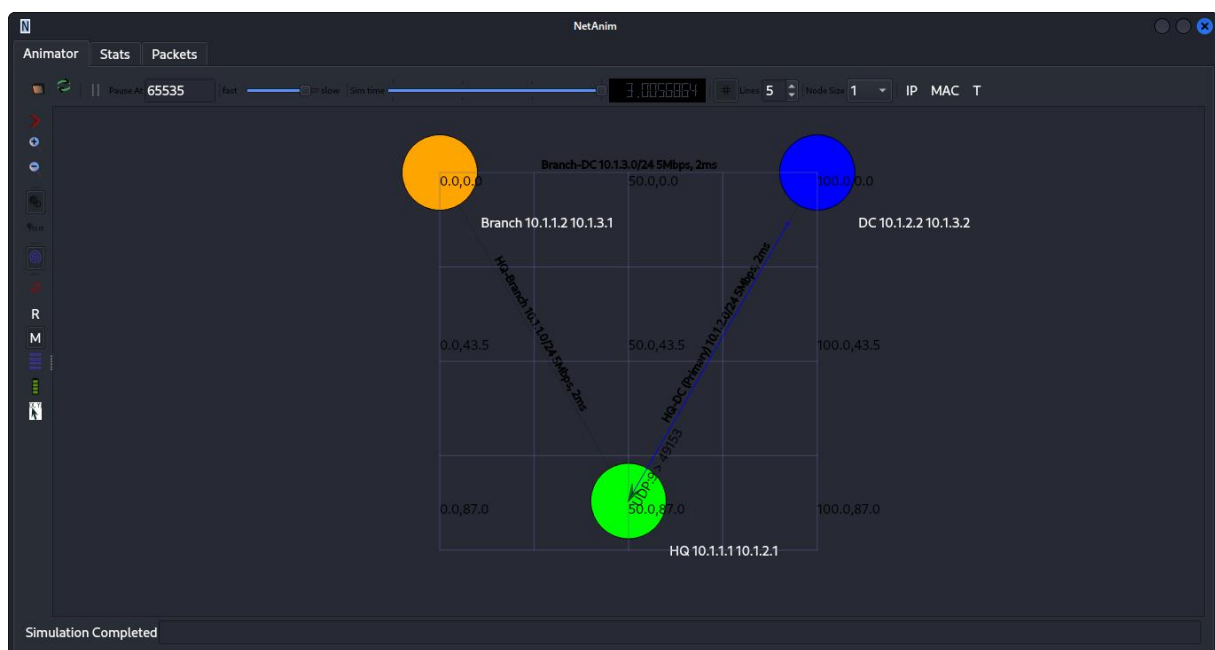 NetAnim
Animator Stats Packets
Pause At 65535 fast slow Sim time 3.0056864 # Lines 5 Node Size 1 IP MAC T
Branch-DC 10.1.3.0/24 5Mbps, 2ms
0.0,0.0 50.0,0.0 100.0,0.0
Branch 10.1.1.2 10.1.3.1 DC 10.1.2.2 10.1.3.2
HQ-Branch 10.1.1.0/24 5Mbps, 2ms
HQ-DC (Primary) 10.1.2.0/24 5Mbps, 2ms
R
M
0.0,43.5 50.0,43.5 100.0,43.5
UDP:9 > 49153
0.0,87.0 50.0,87.0 100.0,87.0
HQ 10.1.1.1 10.1.2.1
Simulation Completed